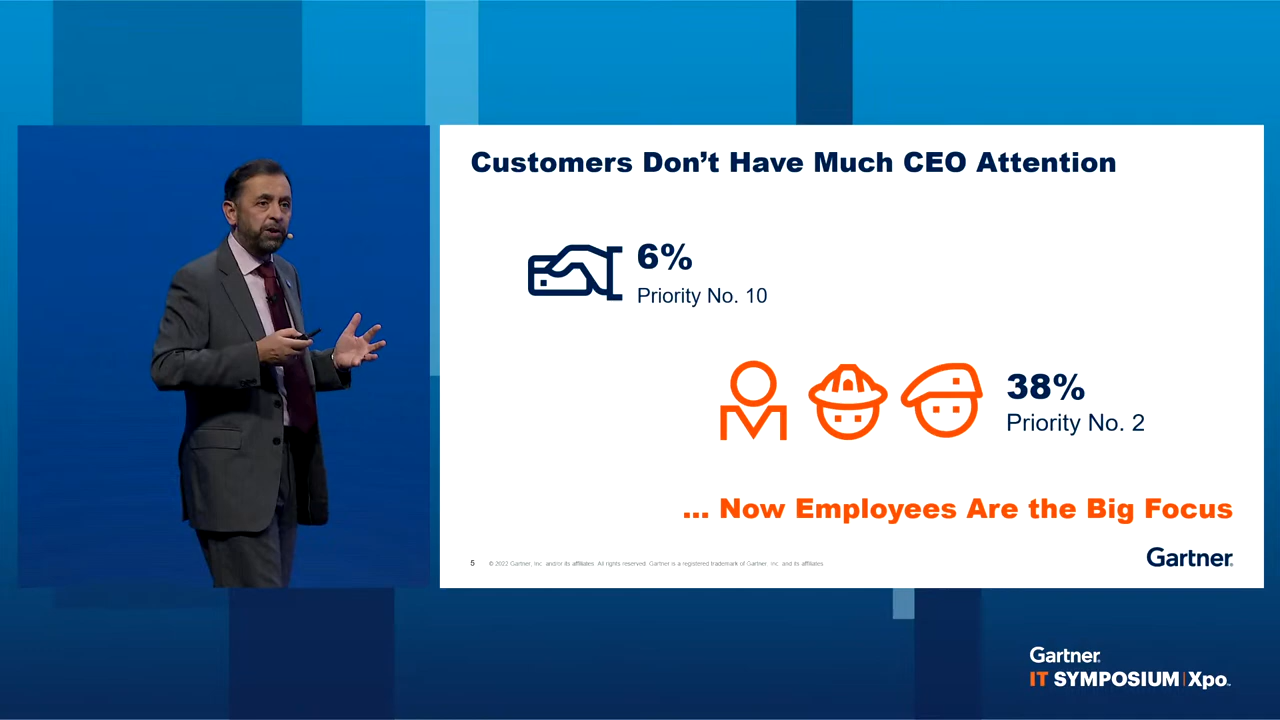 Customers Don't Have Much CEO Attention
6%
Priority No. 10
38%
Priority No. 2
... Now Employees Are the Big Focus
5 © 2022 Gartner, Inc. and/or its affiliates. All rights reserved. Gartner is a registered trademark of Gartner, Inc. and its affiliates.
Gartner®
Gartner®
IT SYMPOSIUM | Xpo™